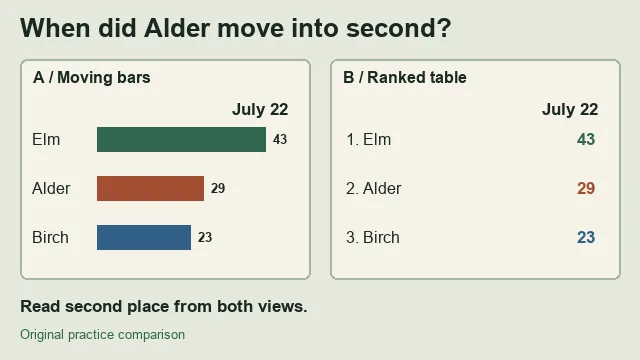 When did Alder move into second?
A / Moving bars
July 22
Elm 43
Alder 29
Birch 23
B / Ranked table
July 22
1. Elm 43
2. Alder 29
3. Birch 23
Read second place from both views.
Original practice comparison